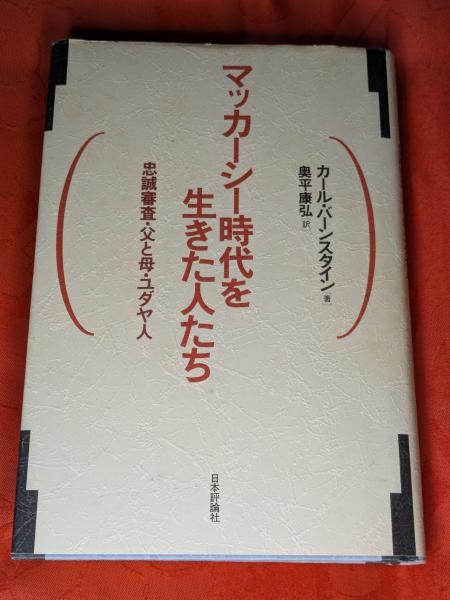 カール・バーンスタイン[著]
奥平康弘 訳
マッカーシー時代を
生きた人たち
忠誠審査・父と母・ユダヤ人
日本評論社